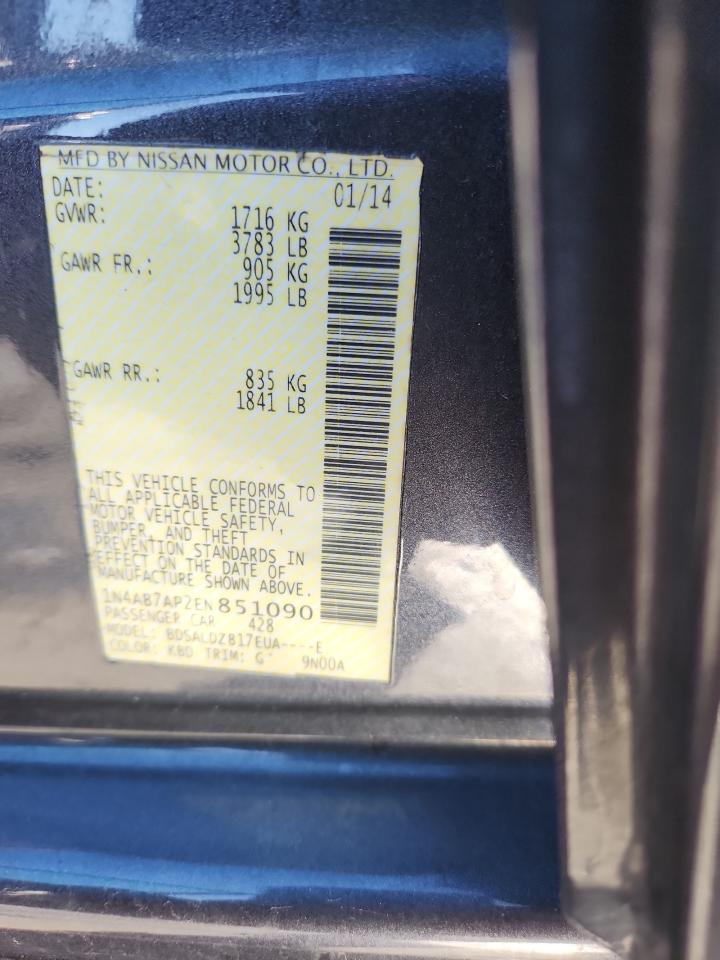 MFD BY NISSAN MOTOR CO., LTD.
DATE: 01/14
GVWR: 1716 KG
3783 LB
GAWR FR.: 905 KG
1995 LB
GAWR RR.: 835 KG
1841 LB
THIS VEHICLE CONFORMS TO
ALL APPLICABLE FEDERAL
MOTOR VEHICLE SAFETY,
BUMPER, AND THEFT
PREVENTION STANDARDS IN
EFFECT ON THE DATE OF
MANUFACTURE SHOWN ABOVE.
1N4AB7AP2EN851090
PASSENGER CAR 428
MODEL: BDSALDZB17EUA----E
COLOR: KBD TRIM: G 9N00A